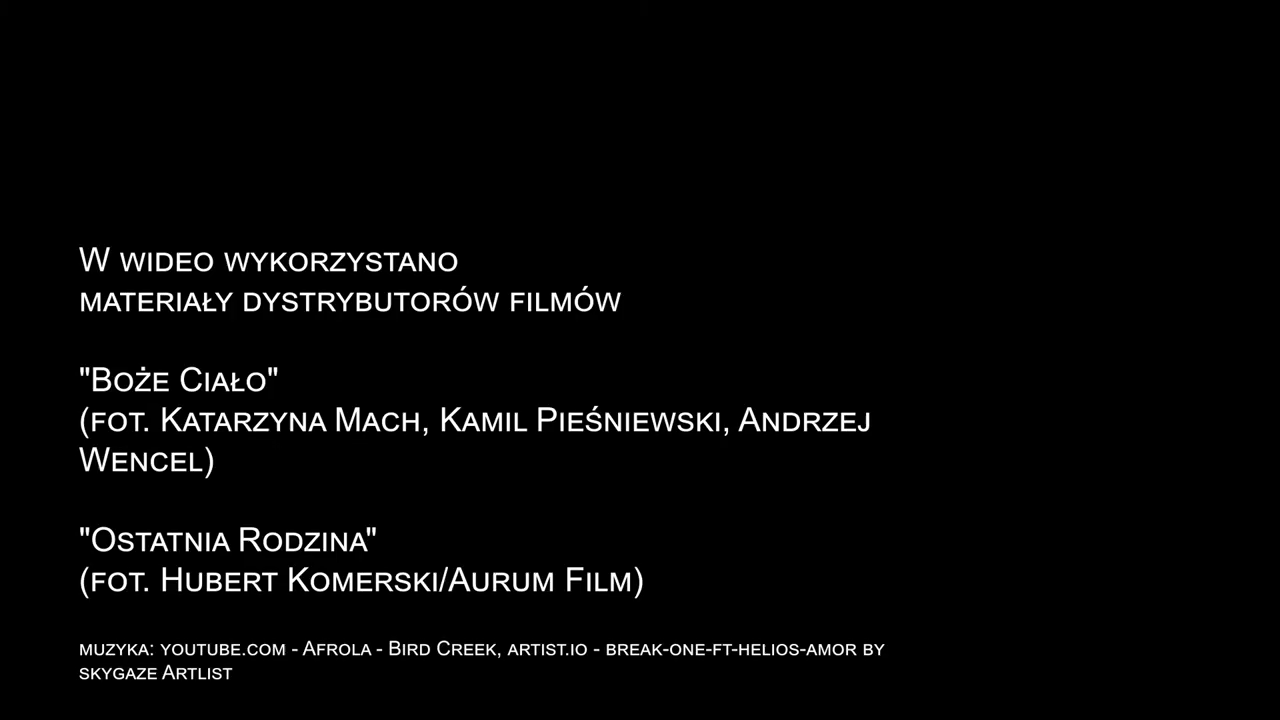 W WIDEO WYKORZYSTANO
MATERIAŁY DYSTRYBUTORÓW FILMÓW
"BOŻE CIAŁO"
(FOT. KATARZYNA MACH, KAMIL PIEŚNIEWSKI, ANDRZEJ
WENCEL)
"OSTATNIA RODZINA"
(FOT. HUBERT KOMERSKI/AURUM FILM)
MUZYKA: YOUTUBE.COM - AFROLA - BIRD CREEK, ARTIST.IO - BREAK-ONE-FT-HELIOS-AMOR BY
SKYGAZE ARTLIST